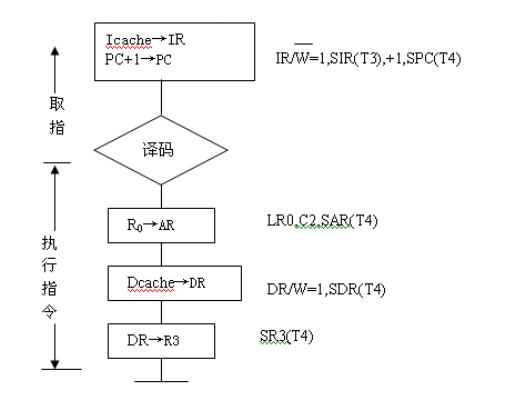 Icache→IR
PC+1→PC
IR/W̅=1,SIR(T3),+1,SPC(T4)
取
指
译码
R₀→AR
LR0,C2,SAR(T4)
执
行
指
令
Dcache→DR
DR/W=1,SDR(T4)
DR→R3
SR3(T4)